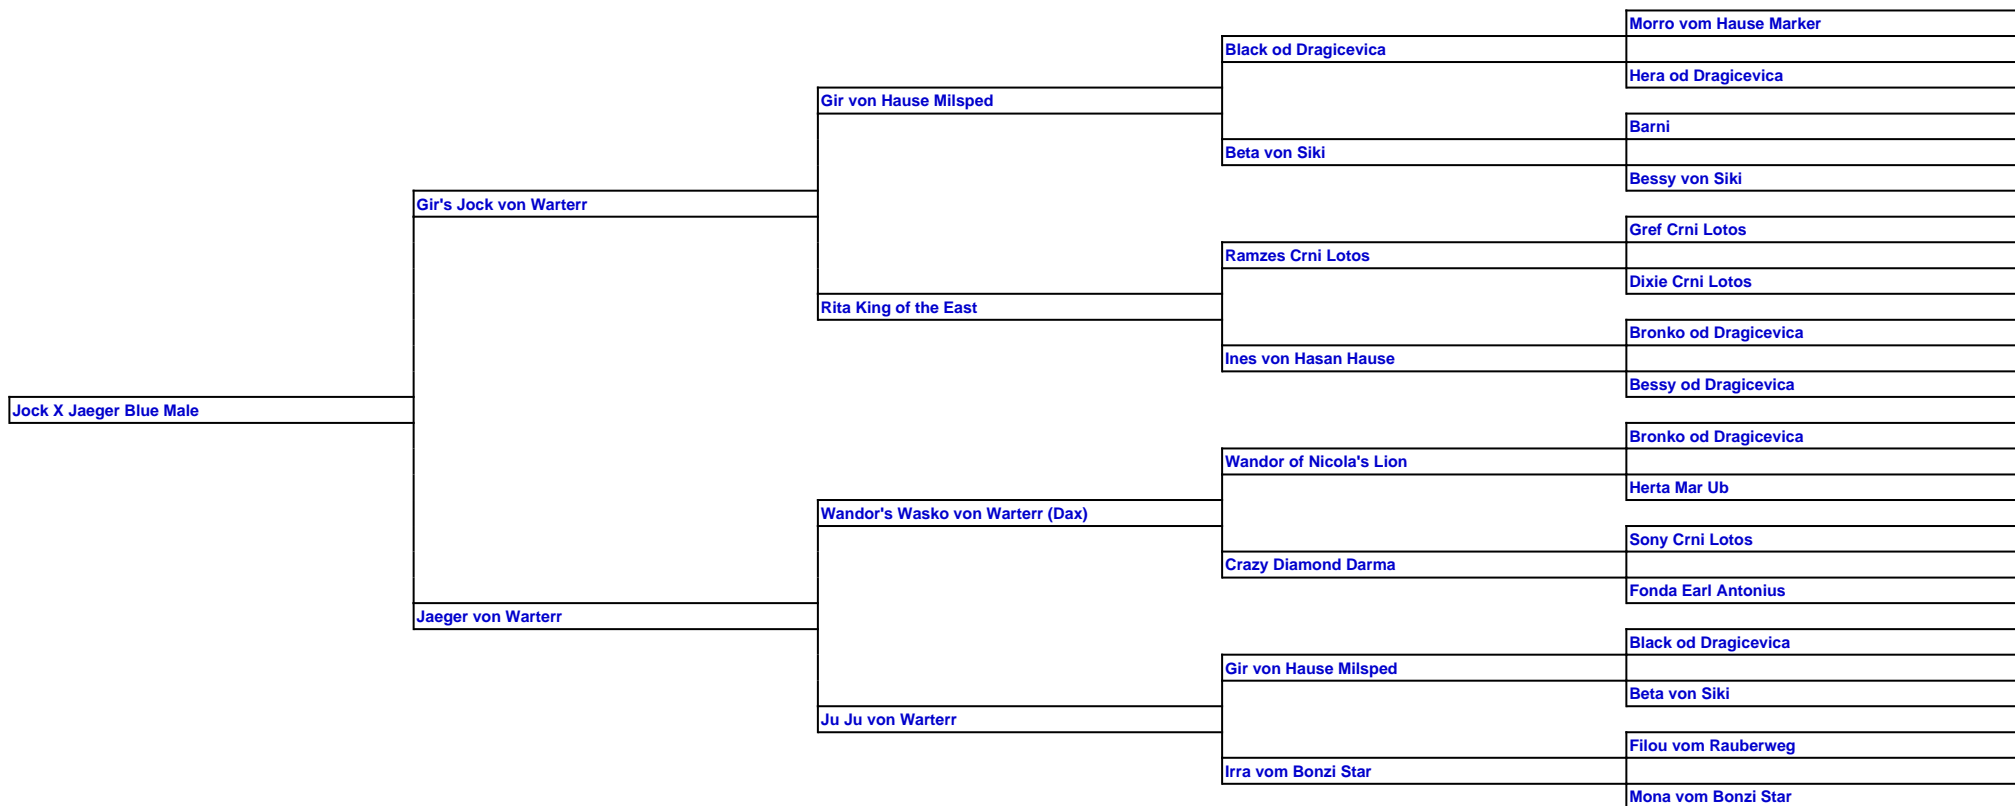 Morro vom Hause Marker
Black od Dragicevica
Hera od Dragicevica
Gir von Hause Milsped
Barni
Beta von Siki
Bessy von Siki
Gir's Jock von Warterr
Gref Crni Lotos
Ramzes Crni Lotos
Dixie Crni Lotos
Rita King of the East
Bronko od Dragicevica
Ines von Hasan Hause
Bessy od Dragicevica
Jock X Jaeger Blue Male
Bronko od Dragicevica
Wandor of Nicola's Lion
Herta Mar Ub
Wandor's Wasko von Warterr (Dax)
Sony Crni Lotos
Crazy Diamond Darma
Fonda Earl Antonius
Jaeger von Warterr
Black od Dragicevica
Gir von Hause Milsped
Beta von Siki
Ju Ju von Warterr
Filou vom Rauberweg
Irra vom Bonzi Star
Mona vom Bonzi Star